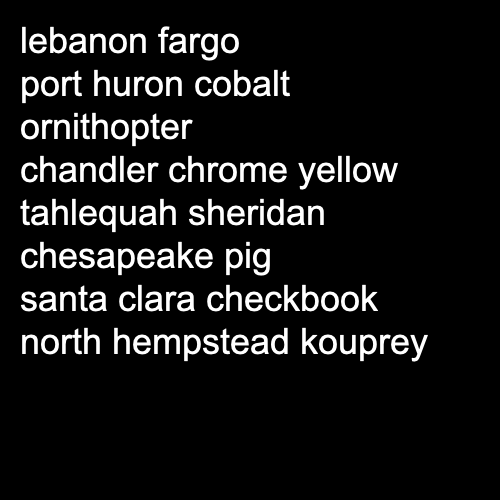 lebanon fargo
port huron cobalt
ornithopter
chandler chrome yellow
tahlequah sheridan
chesapeake pig
santa clara checkbook
north hempstead kouprey